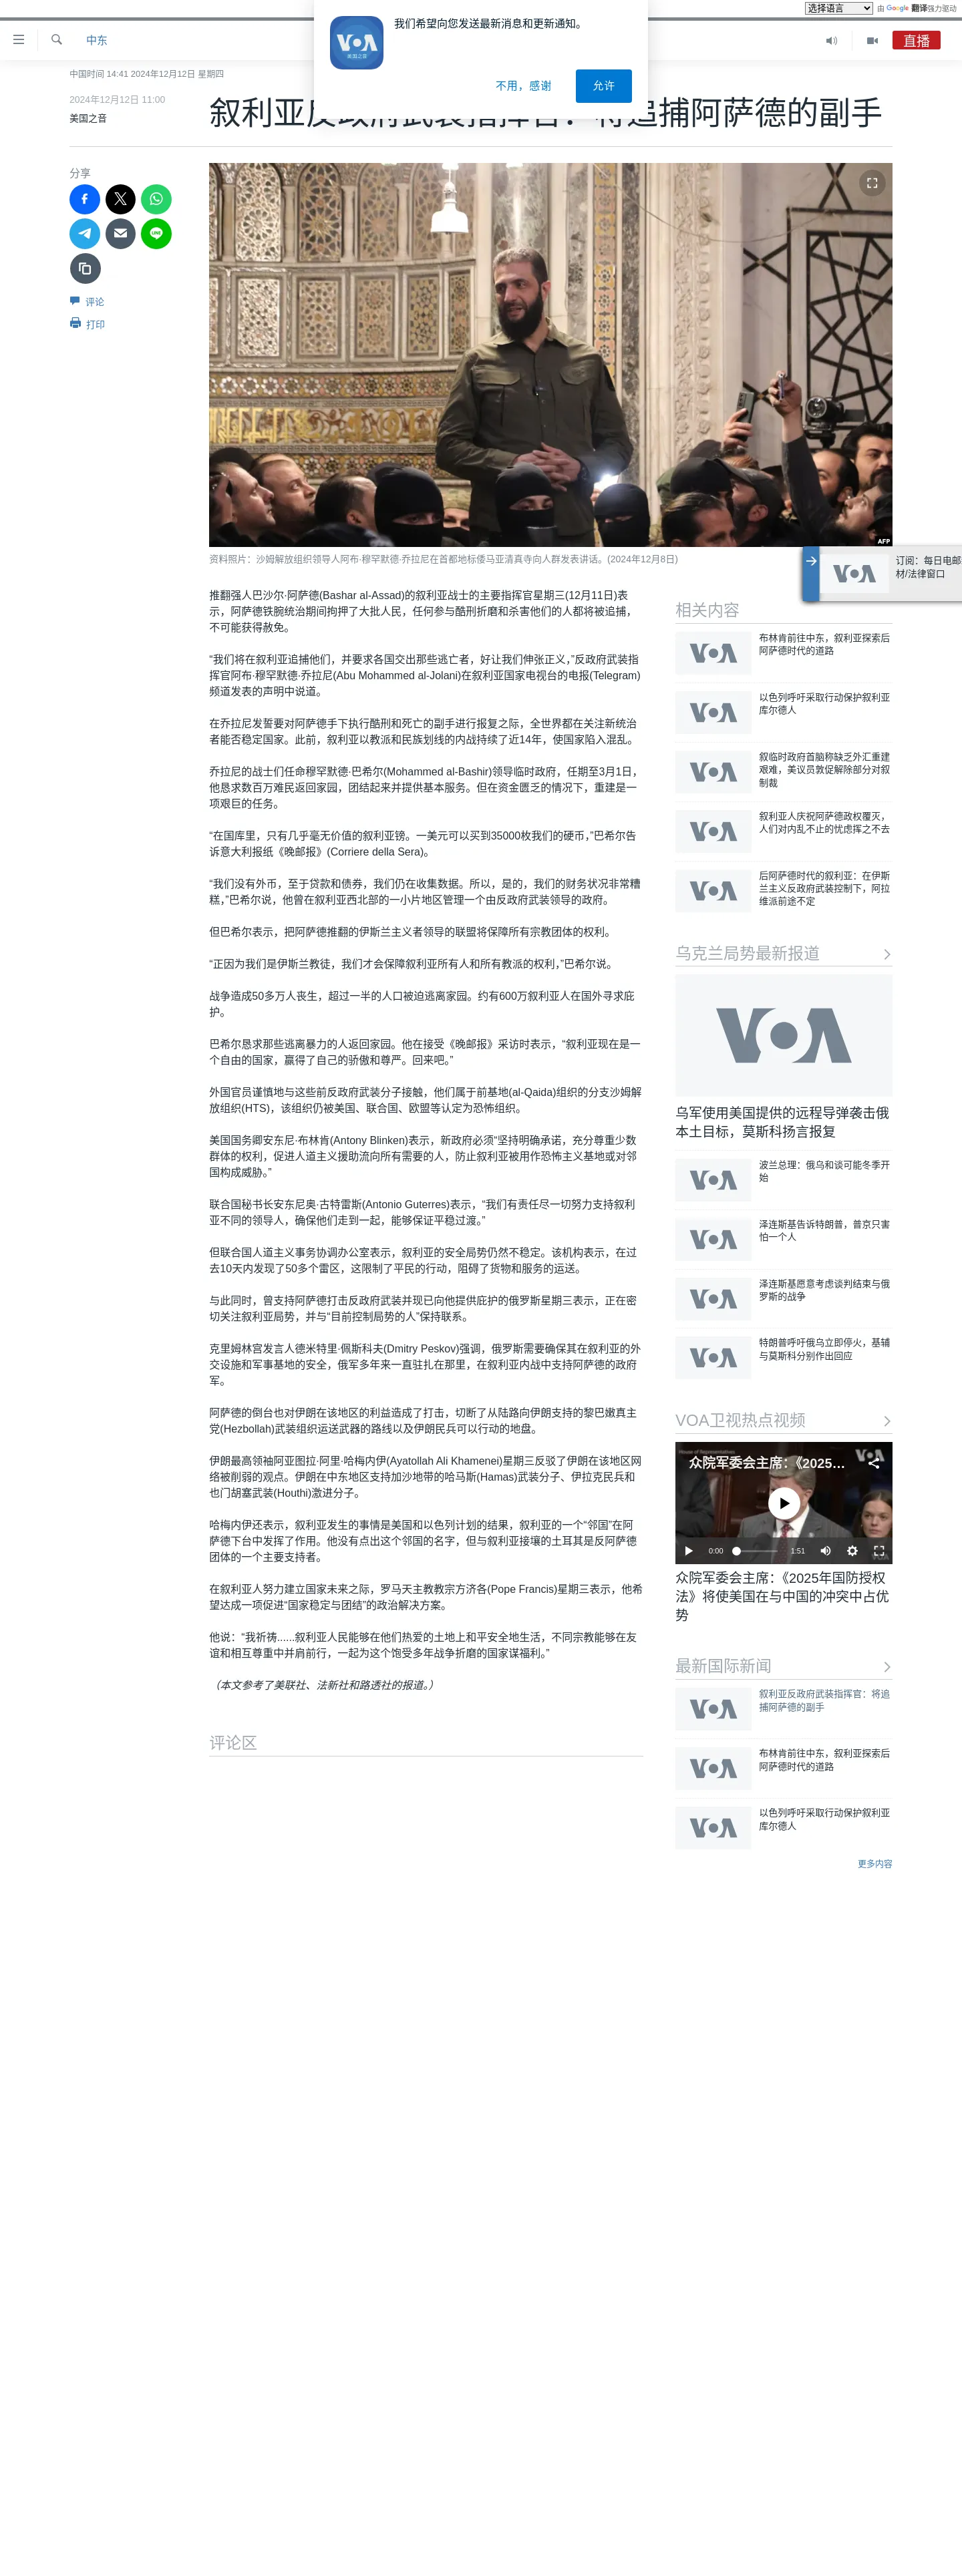 选择语言
由 Google 翻译强力驱动
中东
直播
我们希望向您发送最新消息和更新通知。
VOA
美国之音
不用，感谢
允许
中国时间 14:41 2024年12月12日 星期四
2024年12月12日 11:00
美国之音
叙利亚反政府武装指挥官：将追捕阿萨德的副手
分享
LINE
评论
打印
AFP
资料照片：沙姆解放组织领导人阿布·穆罕默德·乔拉尼在首都地标倭马亚清真寺向人群发表讲话。(2024年12月8日)
VOA
订阅：每日电邮
材/法律窗口
推翻强人巴沙尔·阿萨德(Bashar al-Assad)的叙利亚战士的主要指挥官星期三(12月11日)表
示，阿萨德铁腕统治期间拘押了大批人民，任何参与酷刑折磨和杀害他们的人都将被追捕，
不可能获得赦免。
“我们将在叙利亚追捕他们，并要求各国交出那些逃亡者，好让我们伸张正义，”反政府武装指
挥官阿布·穆罕默德·乔拉尼(Abu Mohammed al-Jolani)在叙利亚国家电视台的电报(Telegram)
频道发表的声明中说道。
在乔拉尼发誓要对阿萨德手下执行酷刑和死亡的副手进行报复之际，全世界都在关注新统治
者能否稳定国家。此前，叙利亚以教派和民族划线的内战持续了近14年，使国家陷入混乱。
乔拉尼的战士们任命穆罕默德·巴希尔(Mohammed al-Bashir)领导临时政府，任期至3月1日，
他恳求数百万难民返回家园，团结起来并提供基本服务。但在资金匮乏的情况下，重建是一
项艰巨的任务。
“在国库里，只有几乎毫无价值的叙利亚镑。一美元可以买到35000枚我们的硬币，”巴希尔告
诉意大利报纸《晚邮报》(Corriere della Sera)。
“我们没有外币，至于贷款和债券，我们仍在收集数据。所以，是的，我们的财务状况非常糟
糕，”巴希尔说，他曾在叙利亚西北部的一小片地区管理一个由反政府武装领导的政府。
但巴希尔表示，把阿萨德推翻的伊斯兰主义者领导的联盟将保障所有宗教团体的权利。
“正因为我们是伊斯兰教徒，我们才会保障叙利亚所有人和所有教派的权利，”巴希尔说。
战争造成50多万人丧生，超过一半的人口被迫逃离家园。约有600万叙利亚人在国外寻求庇
护。
巴希尔恳求那些逃离暴力的人返回家园。他在接受《晚邮报》采访时表示，“叙利亚现在是一
个自由的国家，赢得了自己的骄傲和尊严。回来吧。”
外国官员谨慎地与这些前反政府武装分子接触，他们属于前基地(al-Qaida)组织的分支沙姆解
放组织(HTS)，该组织仍被美国、联合国、欧盟等认定为恐怖组织。
美国国务卿安东尼·布林肯(Antony Blinken)表示，新政府必须“坚持明确承诺，充分尊重少数
群体的权利，促进人道主义援助流向所有需要的人，防止叙利亚被用作恐怖主义基地或对邻
国构成威胁。”
联合国秘书长安东尼奥·古特雷斯(Antonio Guterres)表示，“我们有责任尽一切努力支持叙利
亚不同的领导人，确保他们走到一起，能够保证平稳过渡。”
但联合国人道主义事务协调办公室表示，叙利亚的安全局势仍然不稳定。该机构表示，在过
去10天内发现了50多个雷区，这限制了平民的行动，阻碍了货物和服务的运送。
与此同时，曾支持阿萨德打击反政府武装并现已向他提供庇护的俄罗斯星期三表示，正在密
切关注叙利亚局势，并与“目前控制局势的人”保持联系。
克里姆林宫发言人德米特里·佩斯科夫(Dmitry Peskov)强调，俄罗斯需要确保其在叙利亚的外
交设施和军事基地的安全，俄军多年来一直驻扎在那里，在叙利亚内战中支持阿萨德的政府
军。
阿萨德的倒台也对伊朗在该地区的利益造成了打击，切断了从陆路向伊朗支持的黎巴嫩真主
党(Hezbollah)武装组织运送武器的路线以及伊朗民兵可以行动的地盘。
伊朗最高领袖阿亚图拉·阿里·哈梅内伊(Ayatollah Ali Khamenei)星期三反驳了伊朗在该地区网
络被削弱的观点。伊朗在中东地区支持加沙地带的哈马斯(Hamas)武装分子、伊拉克民兵和
也门胡塞武装(Houthi)激进分子。
哈梅内伊还表示，叙利亚发生的事情是美国和以色列计划的结果，叙利亚的一个“邻国”在阿
萨德下台中发挥了作用。他没有点出这个邻国的名字，但与叙利亚接壤的土耳其是反阿萨德
团体的一个主要支持者。
在叙利亚人努力建立国家未来之际，罗马天主教教宗方济各(Pope Francis)星期三表示，他希
望达成一项促进“国家稳定与团结”的政治解决方案。
他说：“我祈祷……叙利亚人民能够在他们热爱的土地上和平安全地生活，不同宗教能够在友
谊和相互尊重中并肩前行，一起为这个饱受多年战争折磨的国家谋福利。”
（本文参考了美联社、法新社和路透社的报道。）
评论区
相关内容
VOA
布林肯前往中东，叙利亚探索后
阿萨德时代的道路
VOA
以色列呼吁采取行动保护叙利亚
库尔德人
VOA
叙临时政府首脑称缺乏外汇重建
艰难，美议员敦促解除部分对叙
制裁
VOA
叙利亚人庆祝阿萨德政权覆灭，
人们对内乱不止的忧虑挥之不去
VOA
后阿萨德时代的叙利亚：在伊斯
兰主义反政府武装控制下，阿拉
维派前途不定
乌克兰局势最新报道
VOA
乌军使用美国提供的远程导弹袭击俄
本土目标，莫斯科扬言报复
VOA
波兰总理：俄乌和谈可能冬季开
始
VOA
泽连斯基告诉特朗普，普京只害
怕一个人
VOA
泽连斯基愿意考虑谈判结束与俄
罗斯的战争
VOA
特朗普呼吁俄乌立即停火，基辅
与莫斯科分别作出回应
VOA卫视热点视频
House of Representatives
众院军委会主席：《2025...
VOA
0:00
1:51
众院军委会主席：《2025年国防授权
法》将使美国在与中国的冲突中占优
势
最新国际新闻
VOA
叙利亚反政府武装指挥官：将追
捕阿萨德的副手
VOA
布林肯前往中东，叙利亚探索后
阿萨德时代的道路
VOA
以色列呼吁采取行动保护叙利亚
库尔德人
更多内容